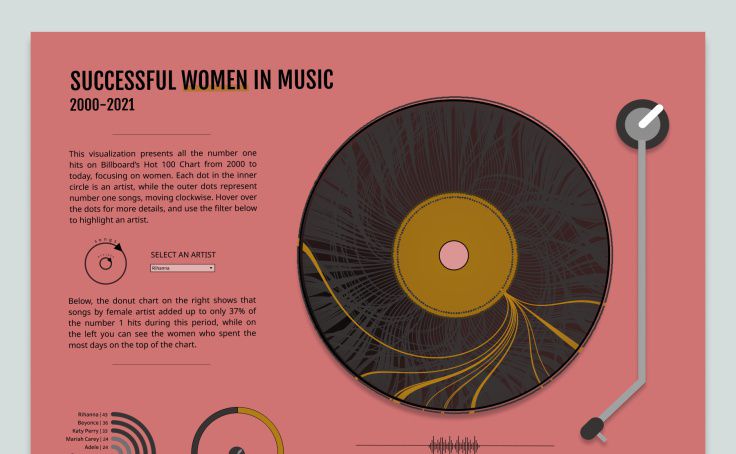 SUCCESSFUL WOMEN IN MUSIC
2000-2021
This visualization presents all the number one
hits on Billboard's Hot 100 Chart from 2000 to
today, focusing on women. Each dot in the inner
circle is an artist, while the outer dots represent
number one songs, moving clockwise. Hover over
the dots for more details, and use the filter below
to highlight an artist.
songs
SELECT AN ARTIST
Rihanna
Below, the donut chart on the right shows that
songs by female artist added up to only 37% of
the number 1 hits during this period, while on
the left you can see the women who spent the
most days on the top of the chart.
Rihanna | 43
Beyonce | 36
Katy Perry | 25
Mariah Carey | 24
Adele | 24